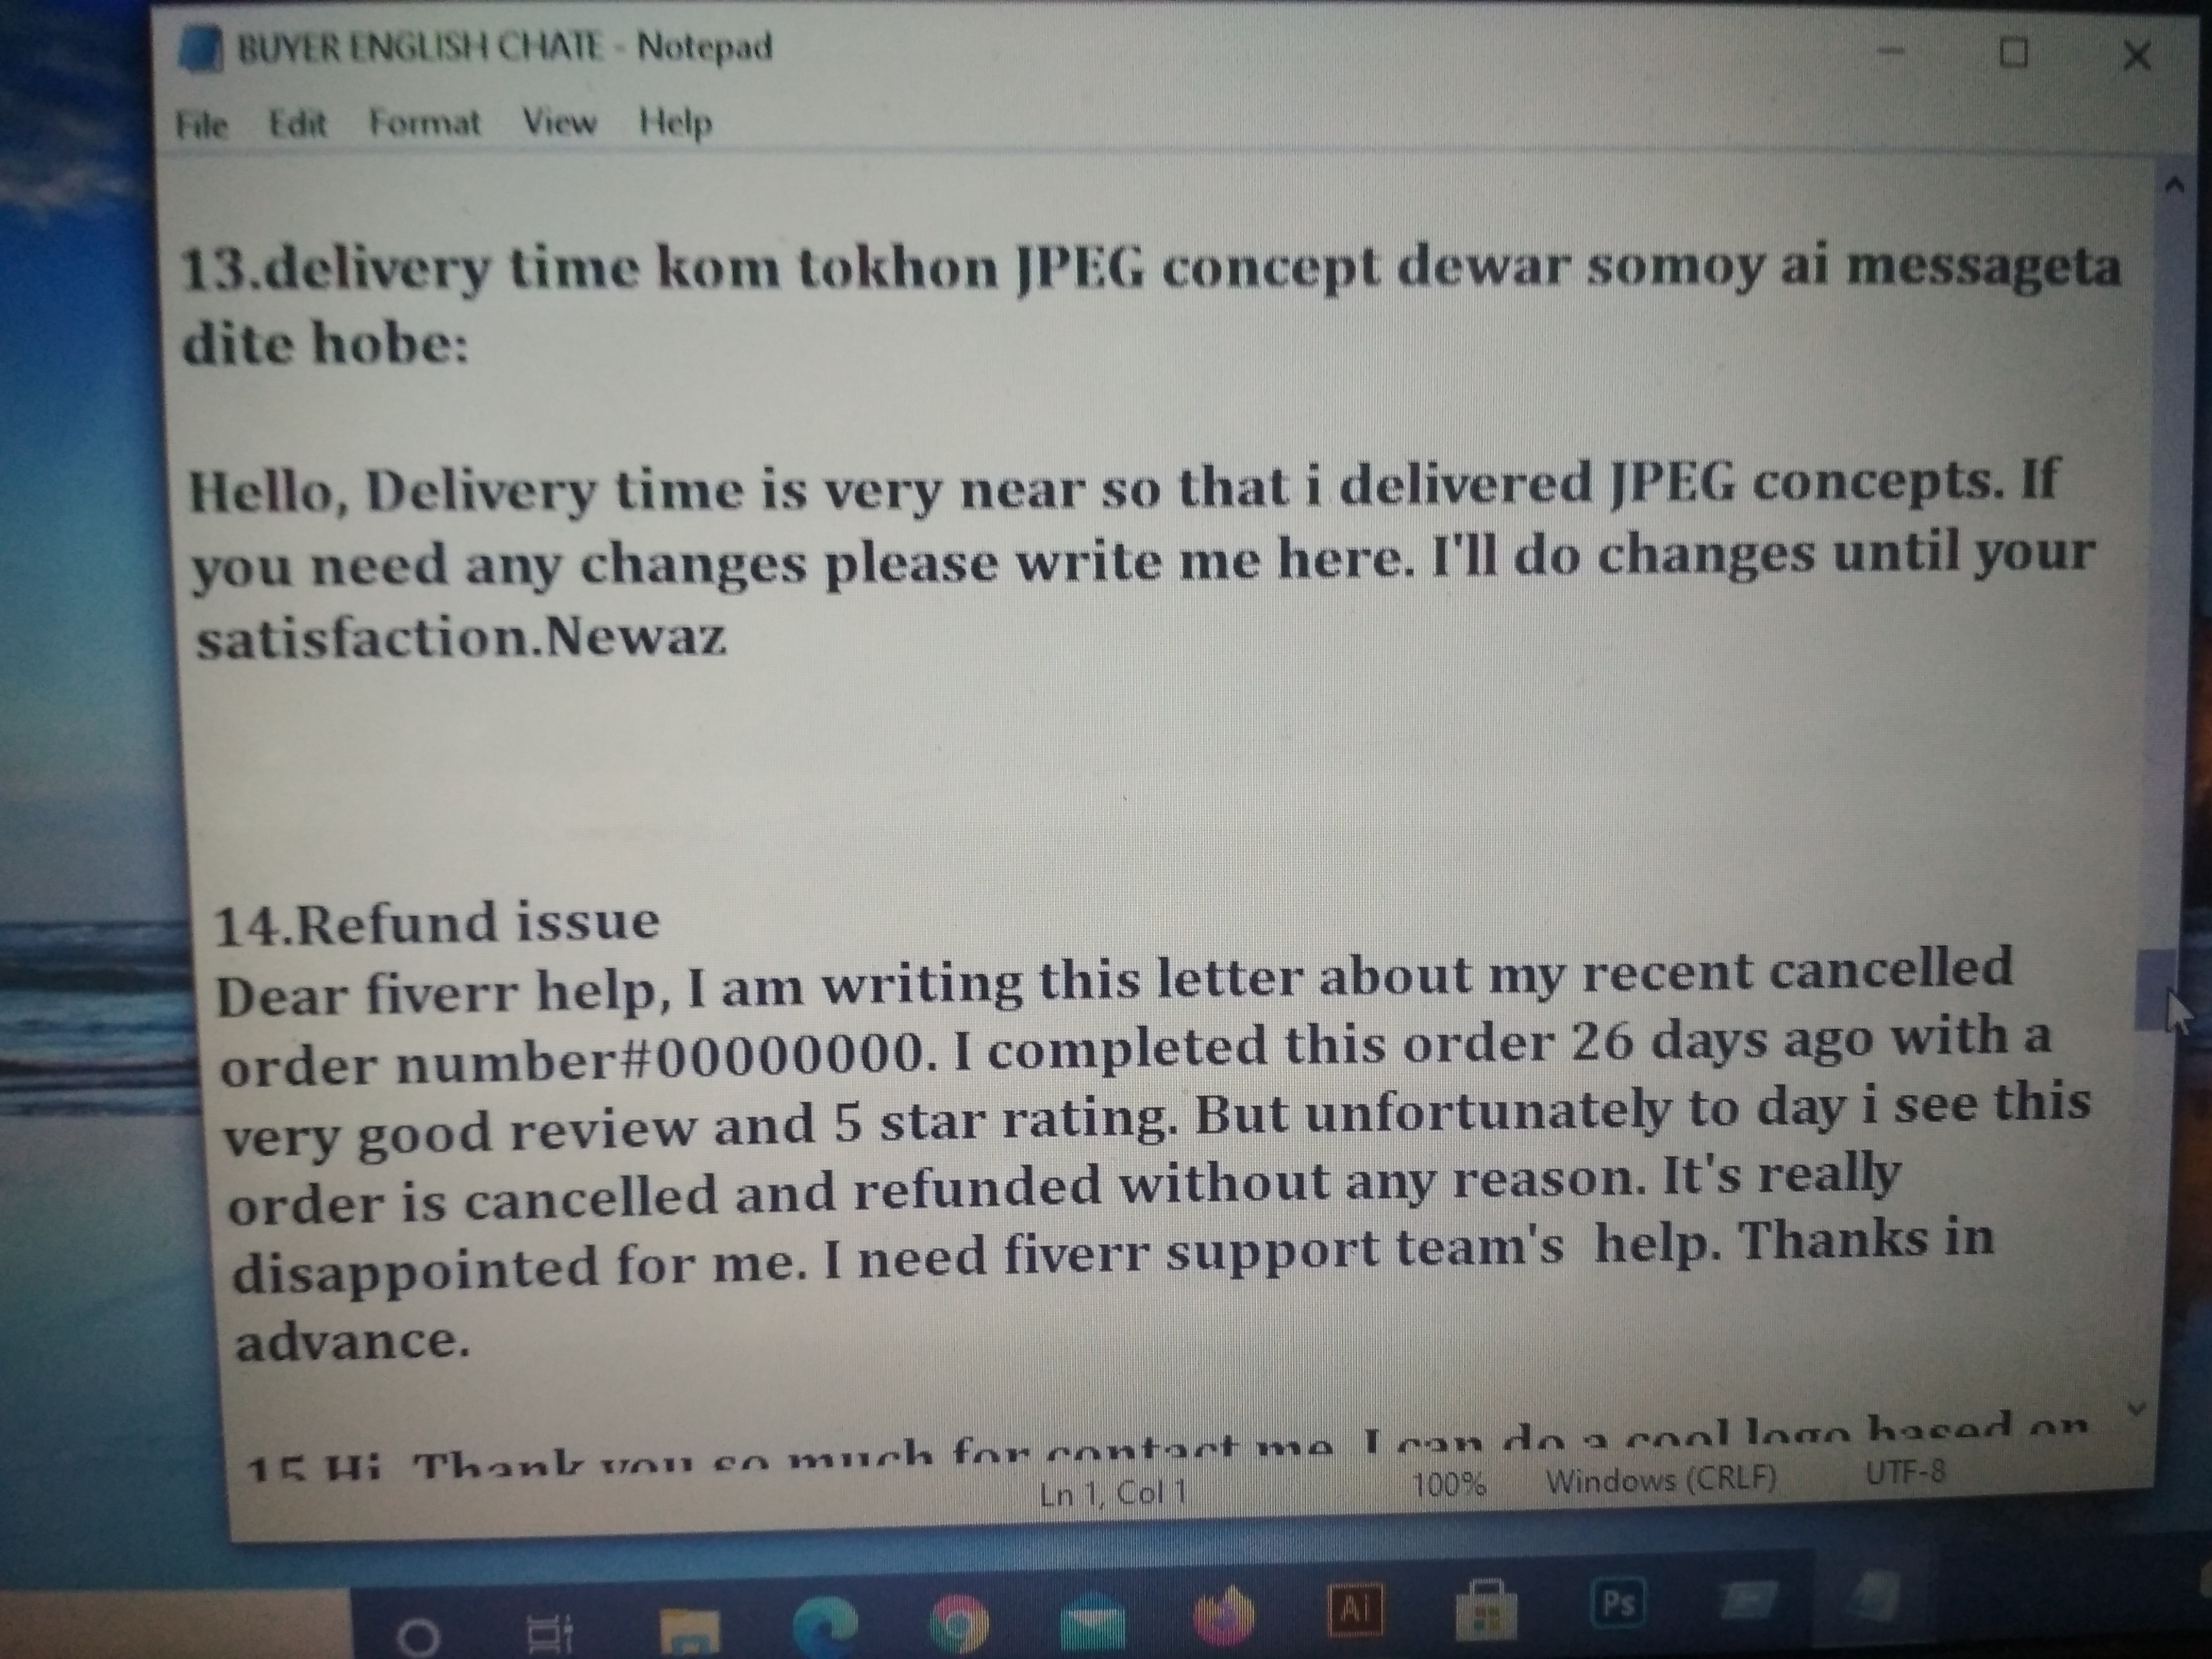 BUYER ENGLISH CHATE - Notepad
File Edit Format View Help
13.delivery time kom tokhon JPEG concept dewar somoy ai messageta
dite hobe:
Hello, Delivery time is very near so that i delivered JPEG concepts. If
you need any changes please write me here. I'll do changes until your
satisfaction.Newaz
14.Refund issue
Dear fiverr help, I am writing this letter about my recent cancelled
order number#00000000. I completed this order 26 days ago with a
very good review and 5 star rating. But unfortunately to day i see this
order is cancelled and refunded without any reason. It's really
disappointed for me. I need fiverr support team's  help. Thanks in
advance.
15 Hi Thank you so much for contact me I can do a cool logo based on
Ln 1, Col 1 100% Windows (CRLF) UTF-8
Ai Ps